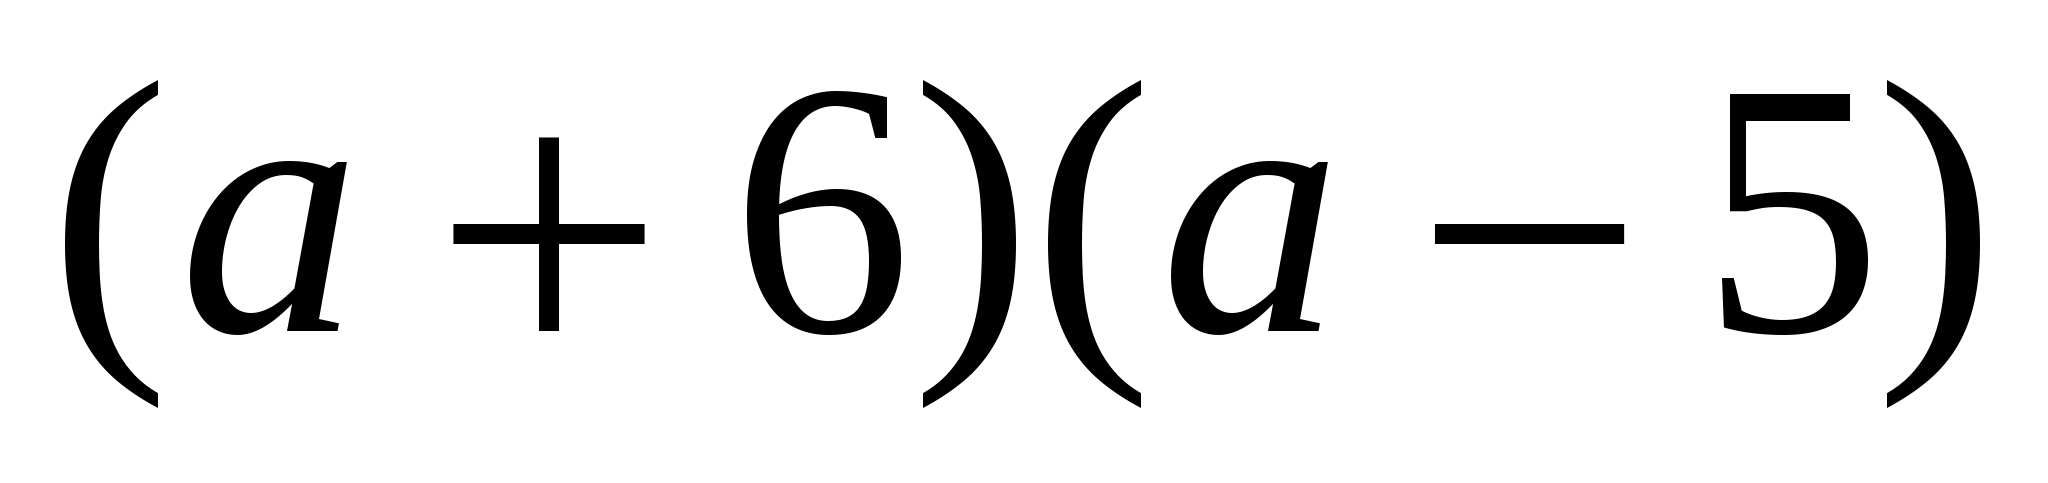 (a + 6)(a − 5)